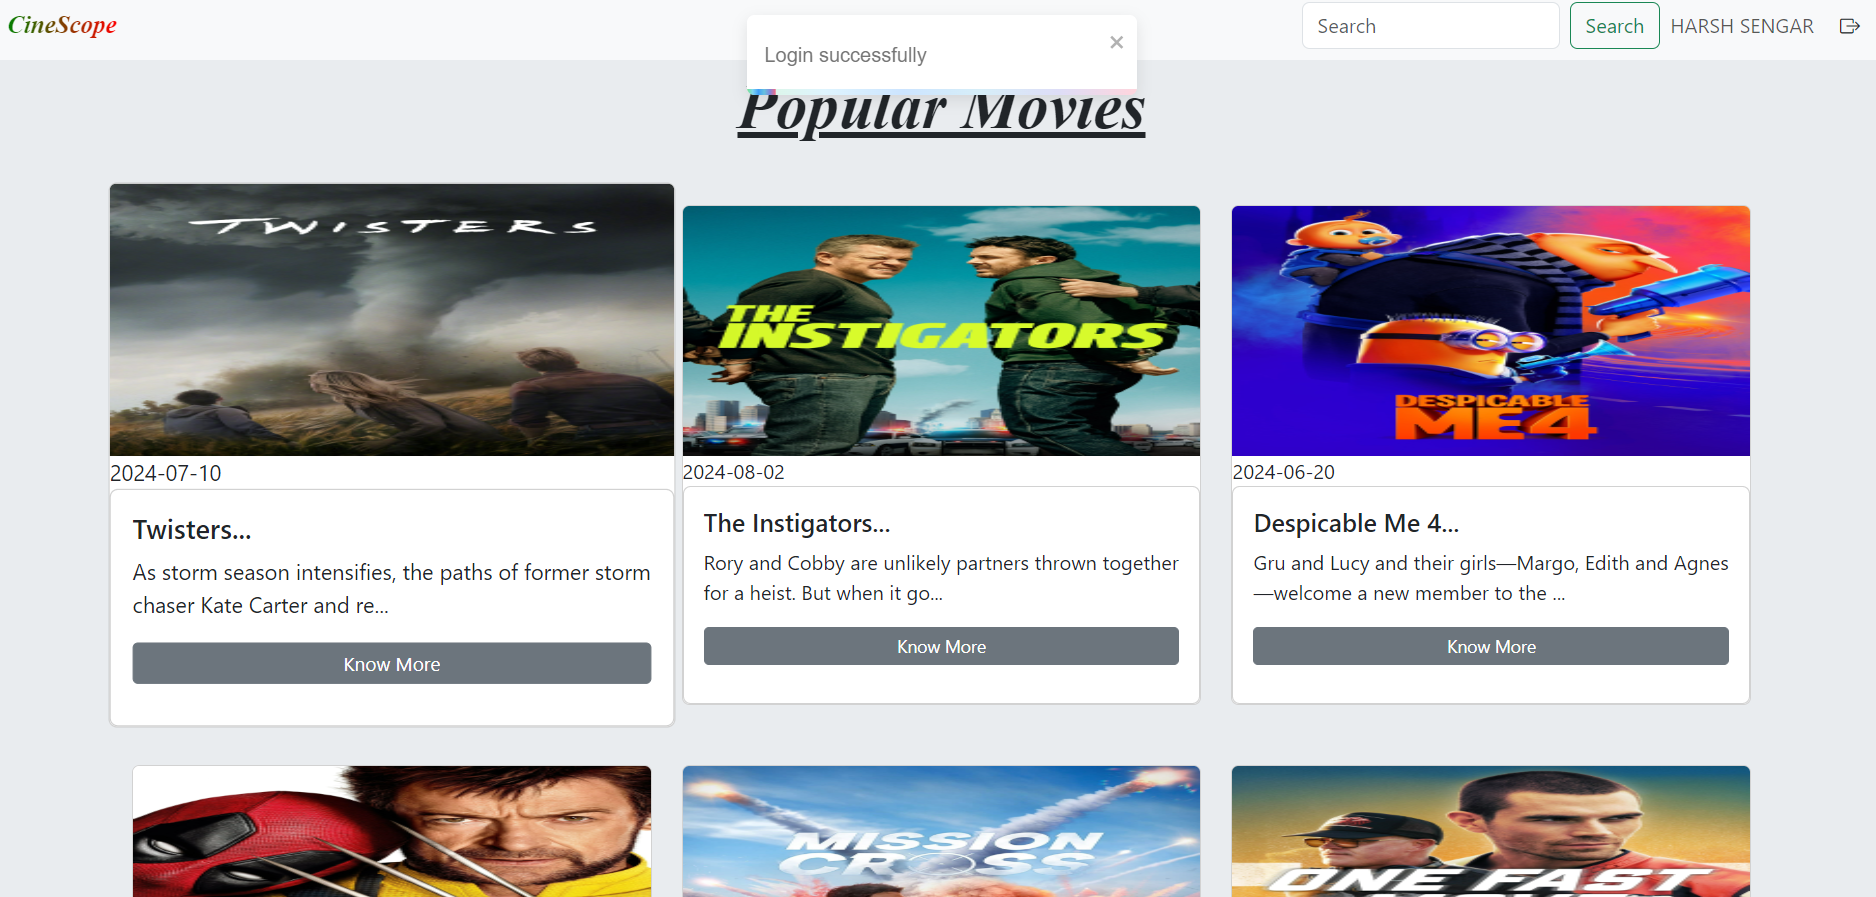 CineScope
Search
Search
HARSH SENGAR
Login successfully
×
Popular Movies
TWISTERS
THE
INSTIGATORS
DESPICABLE
ME4
2024-07-10
2024-08-02
2024-06-20
Twisters...
As storm season intensifies, the paths of former storm
chaser Kate Carter and re...
Know More
The Instigators...
Rory and Cobby are unlikely partners thrown together
for a heist. But when it go...
Know More
Despicable Me 4...
Gru and Lucy and their girls—Margo, Edith and Agnes
—welcome a new member to the ...
Know More
MISSION
CROSS
ONE FAST